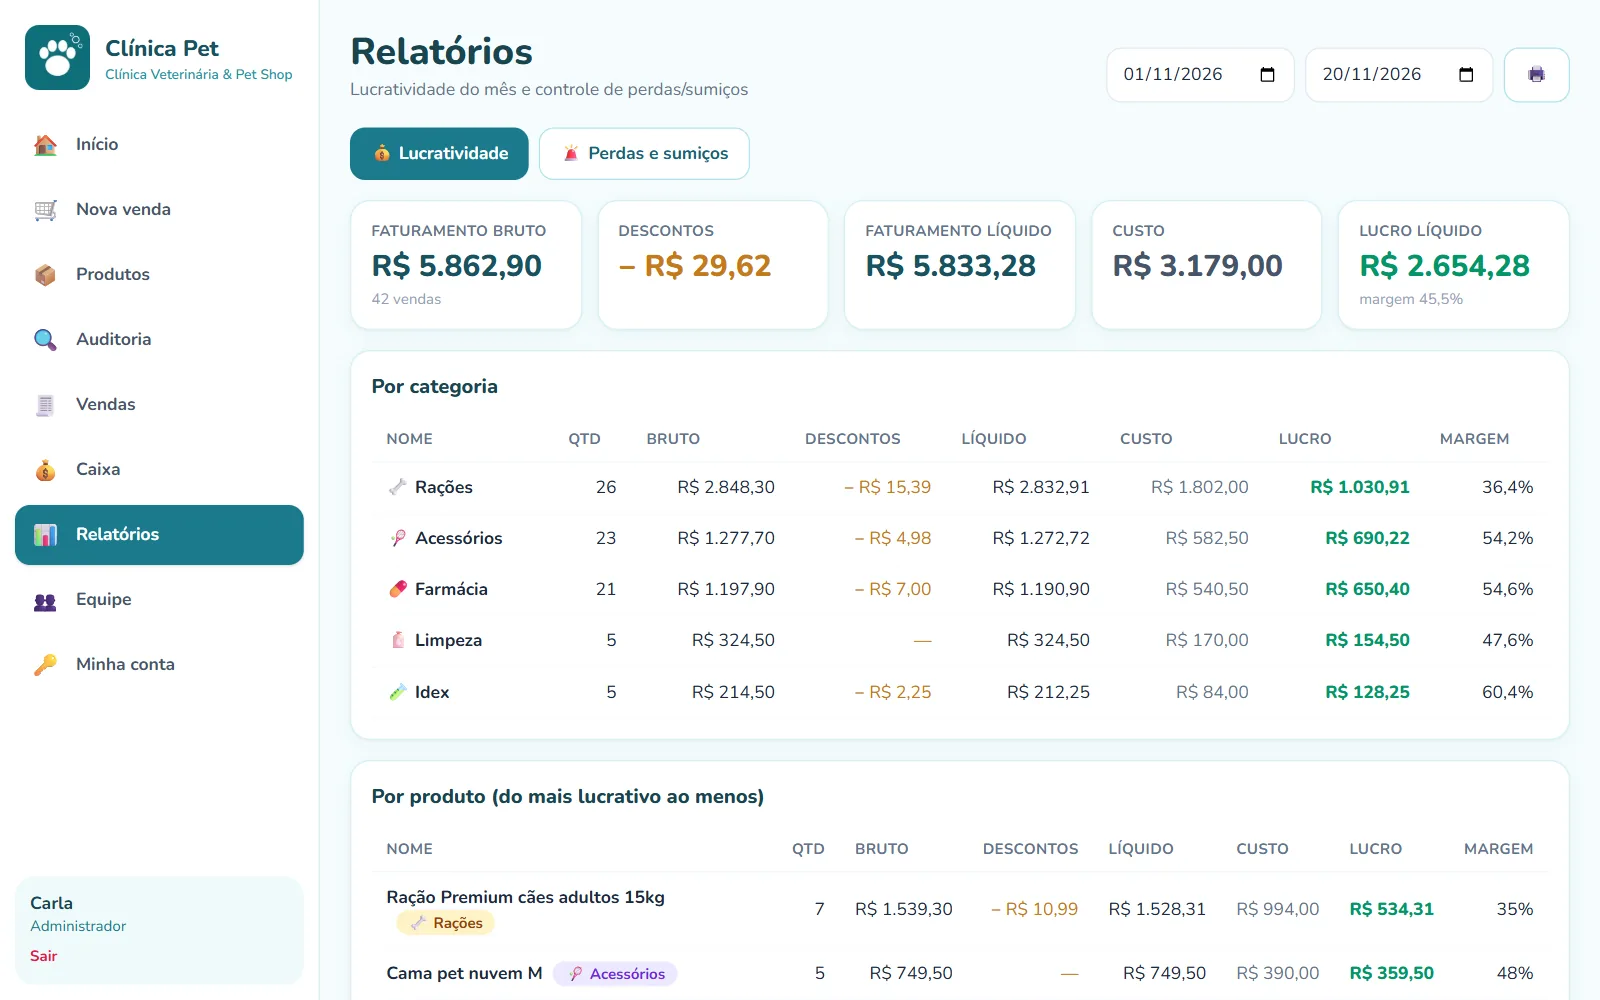 Clínica Pet
Clínica Veterinária & Pet Shop
Início
Nova venda
Produtos
Auditoria
Vendas
Caixa
Relatórios
Equipe
Minha conta
Carla
Administrador
Sair
Relatórios
Lucratividade do mês e controle de perdas/sumiços
01/11/2026
20/11/2026
Lucratividade
Perdas e sumiços
FATURAMENTO BRUTO
R$ 5.862,90
42 vendas
DESCONTOS
– R$ 29,62
FATURAMENTO LÍQUIDO
R$ 5.833,28
CUSTO
R$ 3.179,00
LUCRO LÍQUIDO
R$ 2.654,28
margem 45,5%
Por categoria
NOME QTD BRUTO DESCONTOS LÍQUIDO CUSTO LUCRO MARGEM
Rações 26 R$ 2.848,30 – R$ 15,39 R$ 2.832,91 R$ 1.802,00 R$ 1.030,91 36,4%
Acessórios 23 R$ 1.277,70 – R$ 4,98 R$ 1.272,72 R$ 582,50 R$ 690,22 54,2%
Farmácia 21 R$ 1.197,90 – R$ 7,00 R$ 1.190,90 R$ 540,50 R$ 650,40 54,6%
Limpeza 5 R$ 324,50 — R$ 324,50 R$ 170,00 R$ 154,50 47,6%
Idex 5 R$ 214,50 – R$ 2,25 R$ 212,25 R$ 84,00 R$ 128,25 60,4%
Por produto (do mais lucrativo ao menos)
NOME QTD BRUTO DESCONTOS LÍQUIDO CUSTO LUCRO MARGEM
Ração Premium cães adultos 15kg
Rações 7 R$ 1.539,30 – R$ 10,99 R$ 1.528,31 R$ 994,00 R$ 534,31 35%
Cama pet nuvem M Acessórios 5 R$ 749,50 — R$ 749,50 R$ 390,00 R$ 359,50 48%